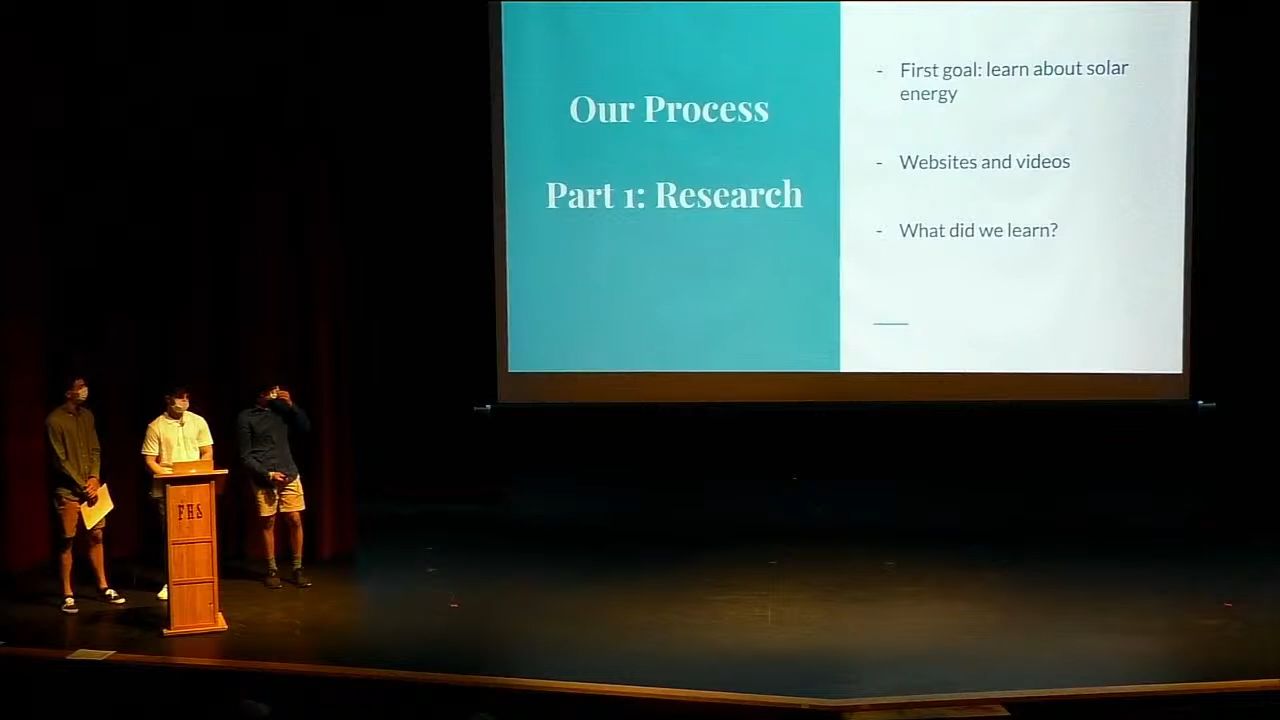 Our Process
Part 1: Research
- First goal: learn about solar
energy
- Websites and videos
- What did we learn?
FHS